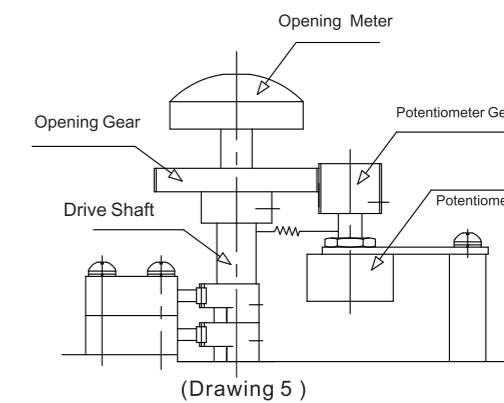 Opening Meter
Potentiometer Ge
Opening Gear
Potentiome
Drive Shaft
(Drawing 5 )